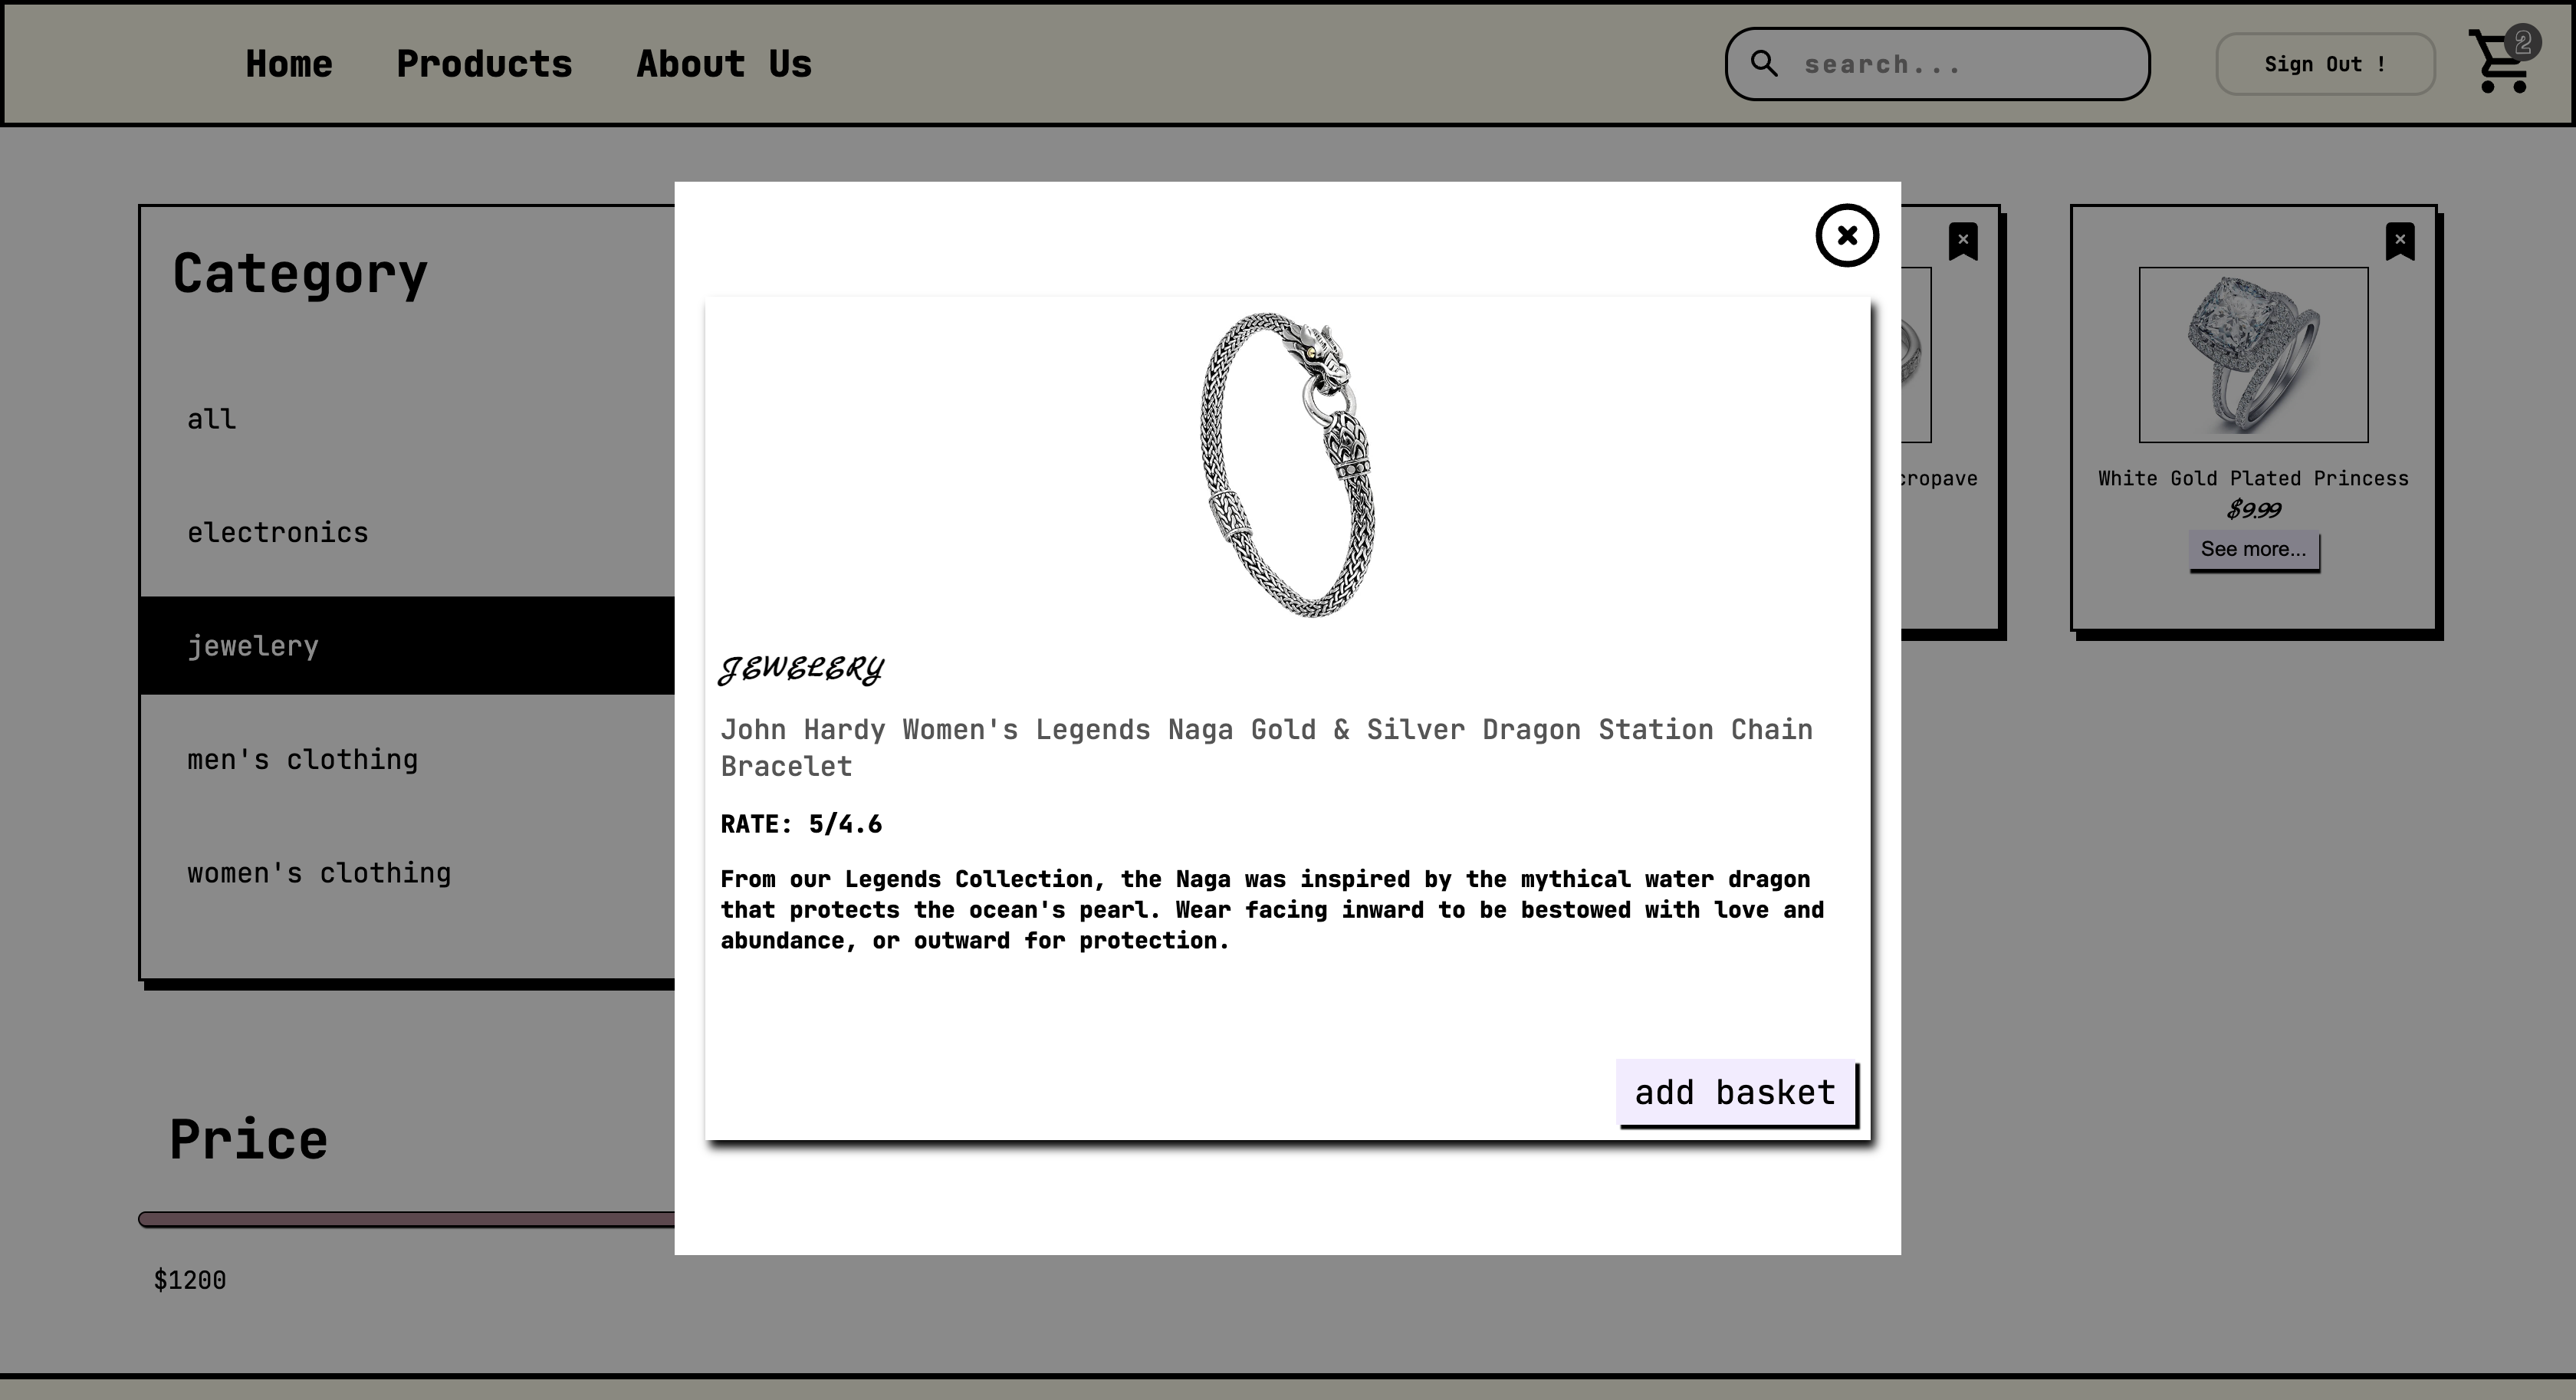 Home Products About Us search... Sign Out ! 2
Category
all
electronics
jewelery
men's clothing
women's clothing
Price
$1200
JEWELERY
John Hardy Women's Legends Naga Gold & Silver Dragon Station Chain
Bracelet
RATE: 5/4.6
From our Legends Collection, the Naga was inspired by the mythical water dragon
that protects the ocean's pearl. Wear facing inward to be bestowed with love and
abundance, or outward for protection.
add basket
White Gold Plated Princess
$9.99
See more...